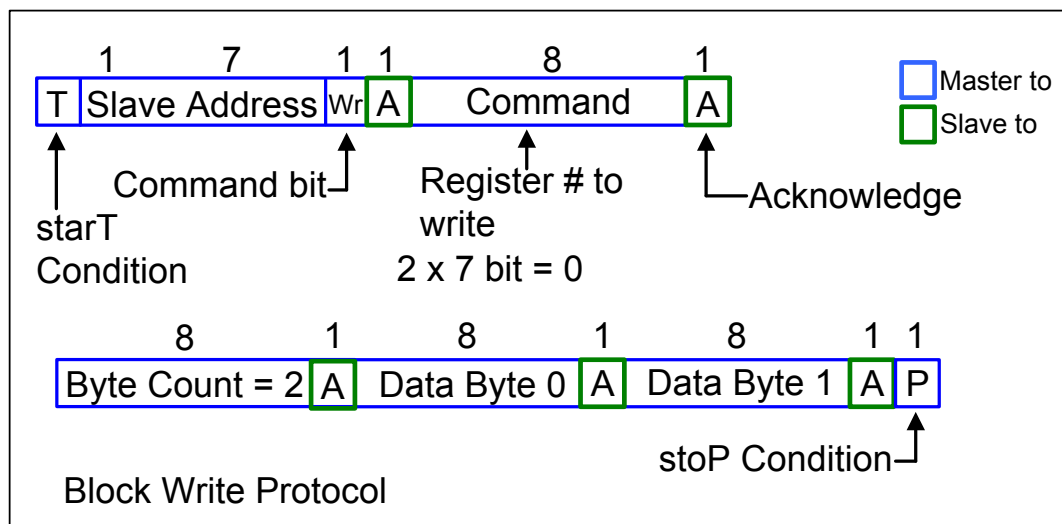 1 7 1 1 8 1
T Slave Address Wr A Command A
Master to
Slave to
Command bit
Register # to
write
2 x 7 bit = 0
Acknowledge
starT
Condition
8 1 8 1 8 1 1
Byte Count = 2 A Data Byte 0 A Data Byte 1 A P
stoP Condition
Block Write Protocol